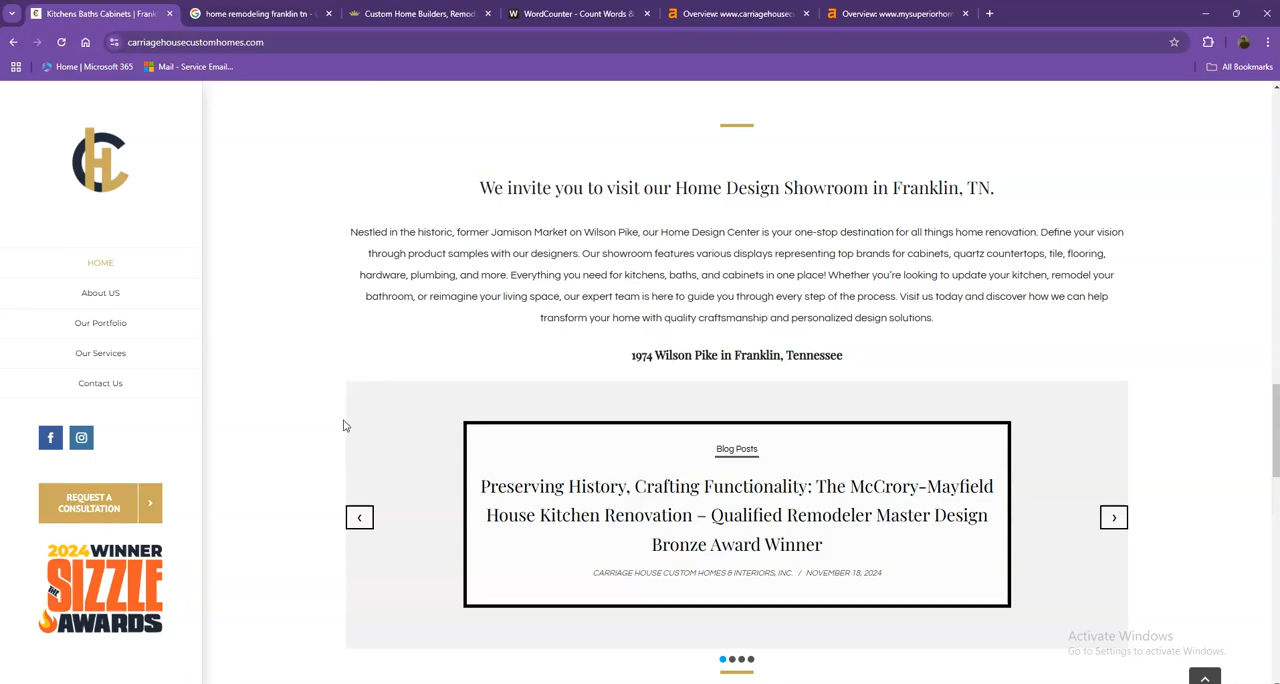 Kitchens Baths Cabinets | Frank
home remodeling franklin tn -
Custom Home Builders, Remod
WordCounter - Count Words &
Overview: www.carriagehousec
Overview: www.mysuperiorhom
carriagehousecustomhomes.com
Home | Microsoft 365
Mail - Service Email...
All Bookmarks
HOME
About US
Our Portfolio
Our Services
Contact Us
REQUEST A
CONSULTATION
2024 WINNER
THE
SIZZLE
AWARDS
We invite you to visit our Home Design Showroom in Franklin, TN.
Nestled in the historic, former Jamison Market on Wilson Pike, our Home Design Center is your one-stop destination for all things home renovation. Define your vision
through product samples with our designers. Our showroom features various displays representing top brands for cabinets, quartz countertops, tile, flooring,
hardware, plumbing, and more. Everything you need for kitchens, baths, and cabinets in one place! Whether you're looking to update your kitchen, remodel your
bathroom, or reimagine your living space, our expert team is here to guide you through every step of the process. Visit us today and discover how we can help
transform your home with quality craftsmanship and personalized design solutions.
1974 Wilson Pike in Franklin, Tennessee
Blog Posts
Preserving History, Crafting Functionality: The McCrory-Mayfield
House Kitchen Renovation – Qualified Remodeler Master Design
Bronze Award Winner
CARRIAGE HOUSE CUSTOM HOMES & INTERIORS, INC. / NOVEMBER 18, 2024
Activate Windows
Go to Settings to activate Windows.